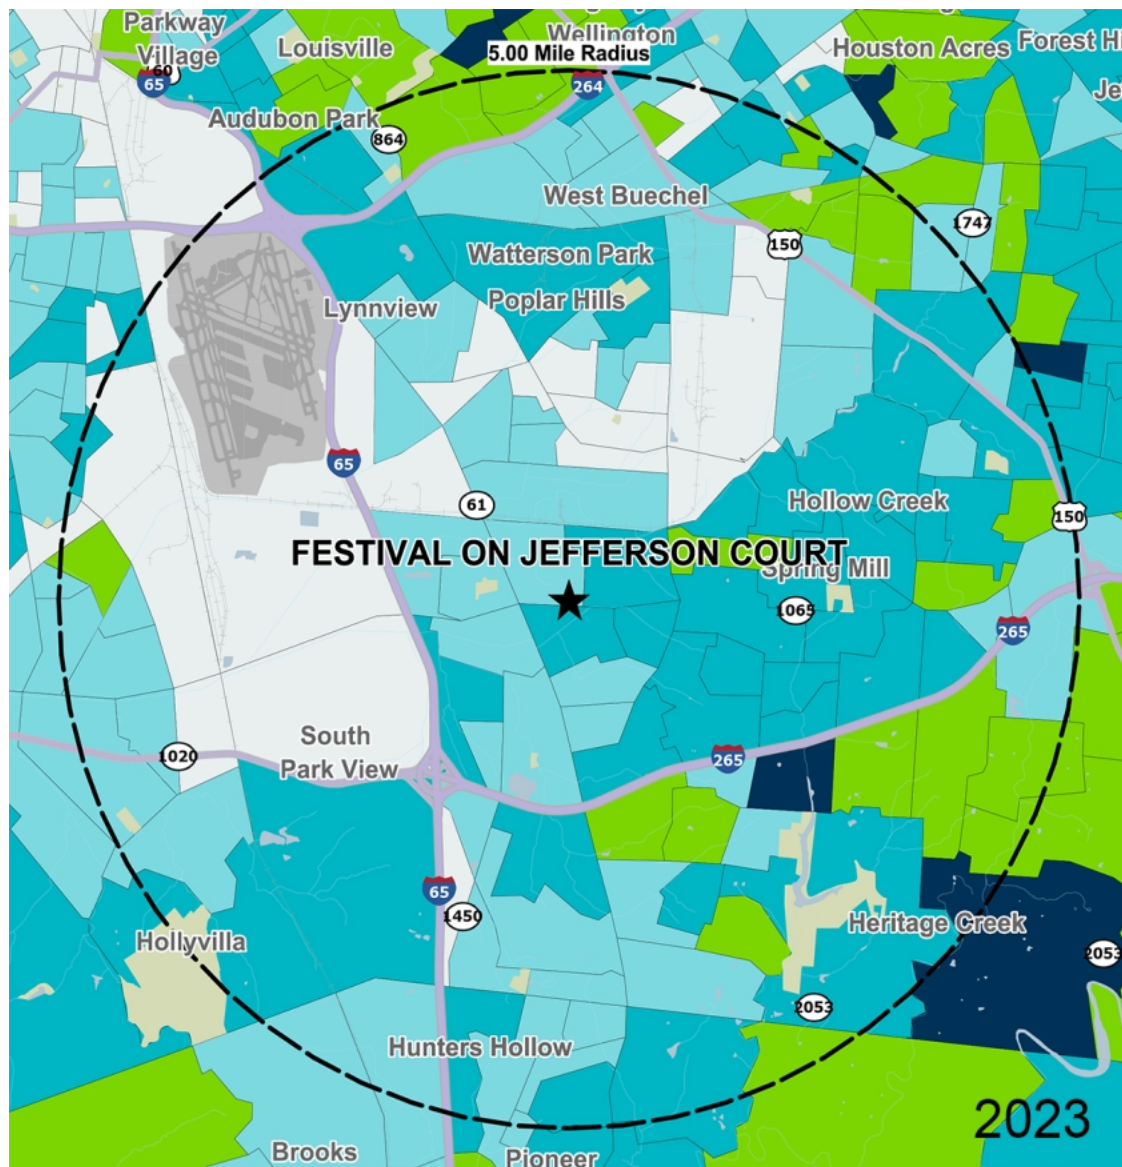 Parkway
Village
Louisville
Wellington
5.00 Mile Radius
Houston Acres
Forest Hi
60
65
264
Je
Audubon Park
864
West Buechel
1747
150
Watterson Park
Lynnview
Poplar Hills
65
61
Hollow Creek
150
FESTIVAL ON JEFFERSON COURT
Spring Mill
1065
265
South
Park View
1020
265
65
1450
Hollyvilla
Heritage Creek
2053
2053
Hunters Hollow
2023
Brooks
Pioneer